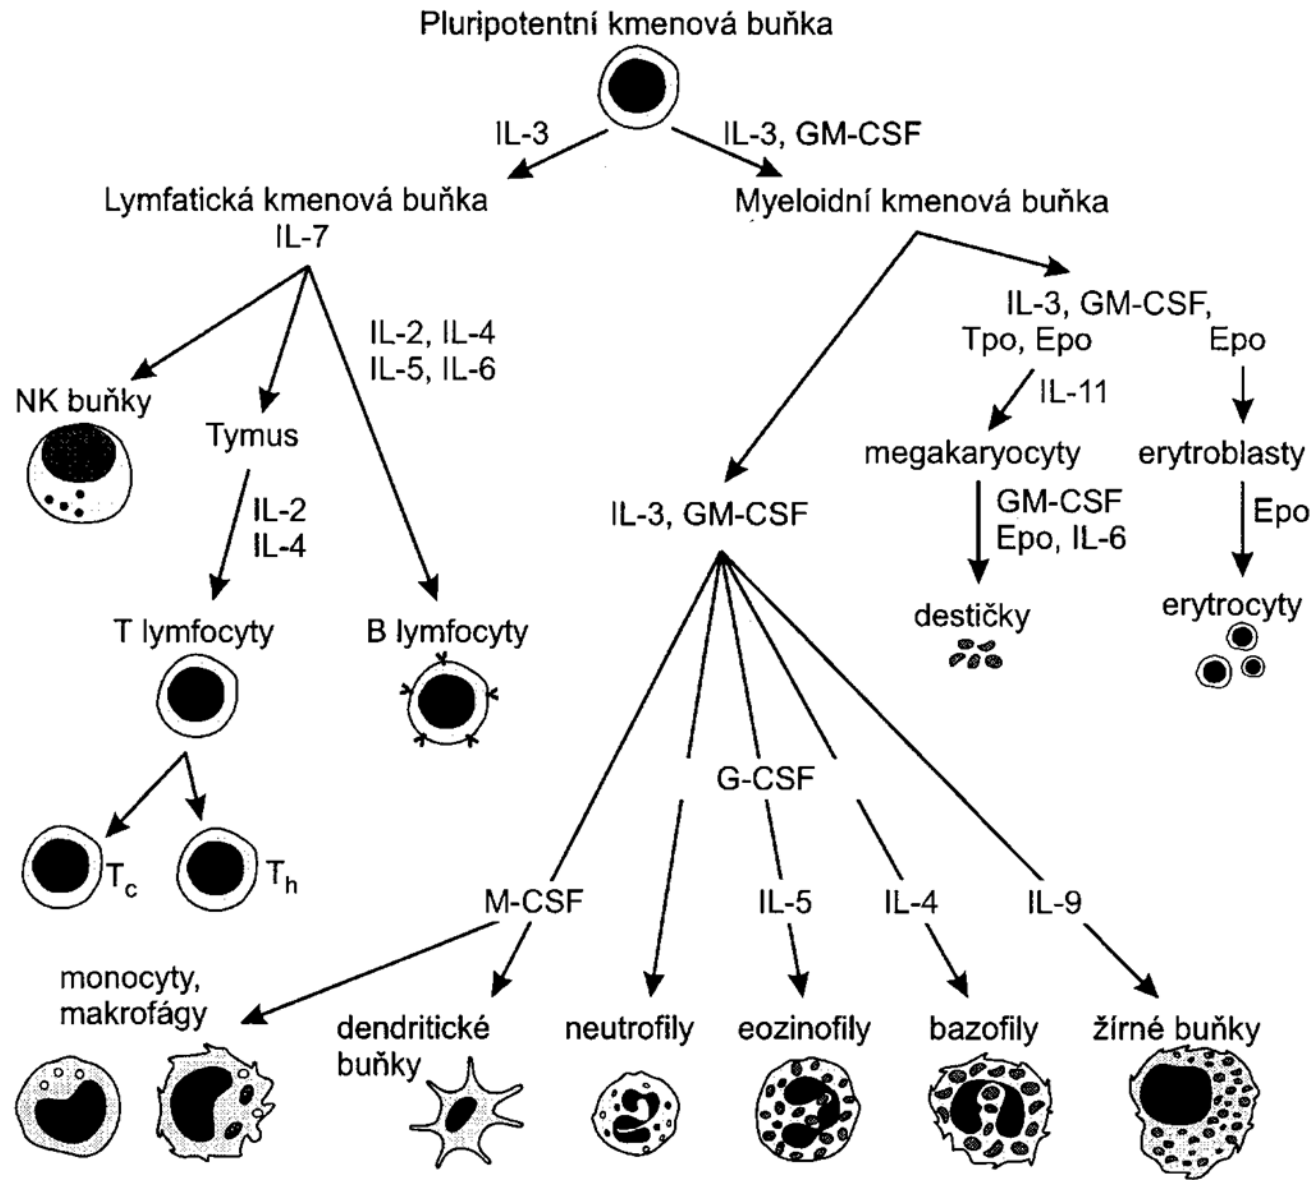 Pluripotentní kmenová buňka
IL-3
IL-3, GM-CSF
Lymfatická kmenová buňka
IL-7
Myeloidní kmenová buňka
IL-2, IL-4
IL-5, IL-6
NK buňky
Tymus
IL-2
IL-4
T lymfocyty
B lymfocyty
Tc
Th
IL-3, GM-CSF,
Tpo, Epo
Epo
IL-11
megakaryocyty
erytroblasty
GM-CSF
Epo, IL-6
Epo
destičky
erytrocyty
IL-3, GM-CSF
G-CSF
M-CSF
IL-5
IL-4
IL-9
monocyty,
makrofágy
dendritické
buňky
neutrofily
eozinofily
bazofily
žírné buňky